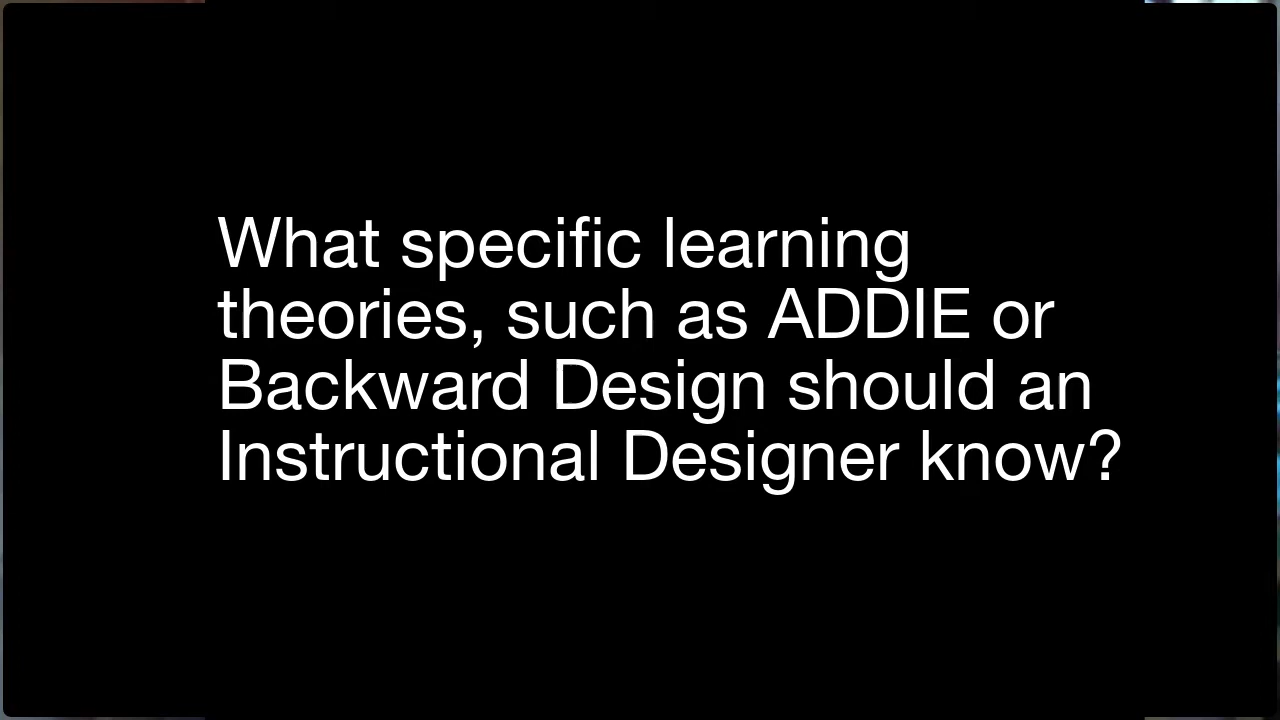 What specific learning
theories, such as ADDIE or
Backward Design should an
Instructional Designer know?